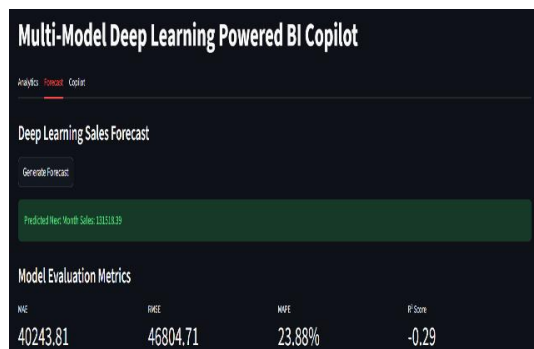 Multi-Model Deep Learning Powered BI Copilot
Analytics Forecast Copilot
Deep Learning Sales Forecast
Generate Forecast
Predicted Next Month Sales: 131518.39
Model Evaluation Metrics
MAE RMSE MAPE R² Score
40243.81 46804.71 23.88% -0.29